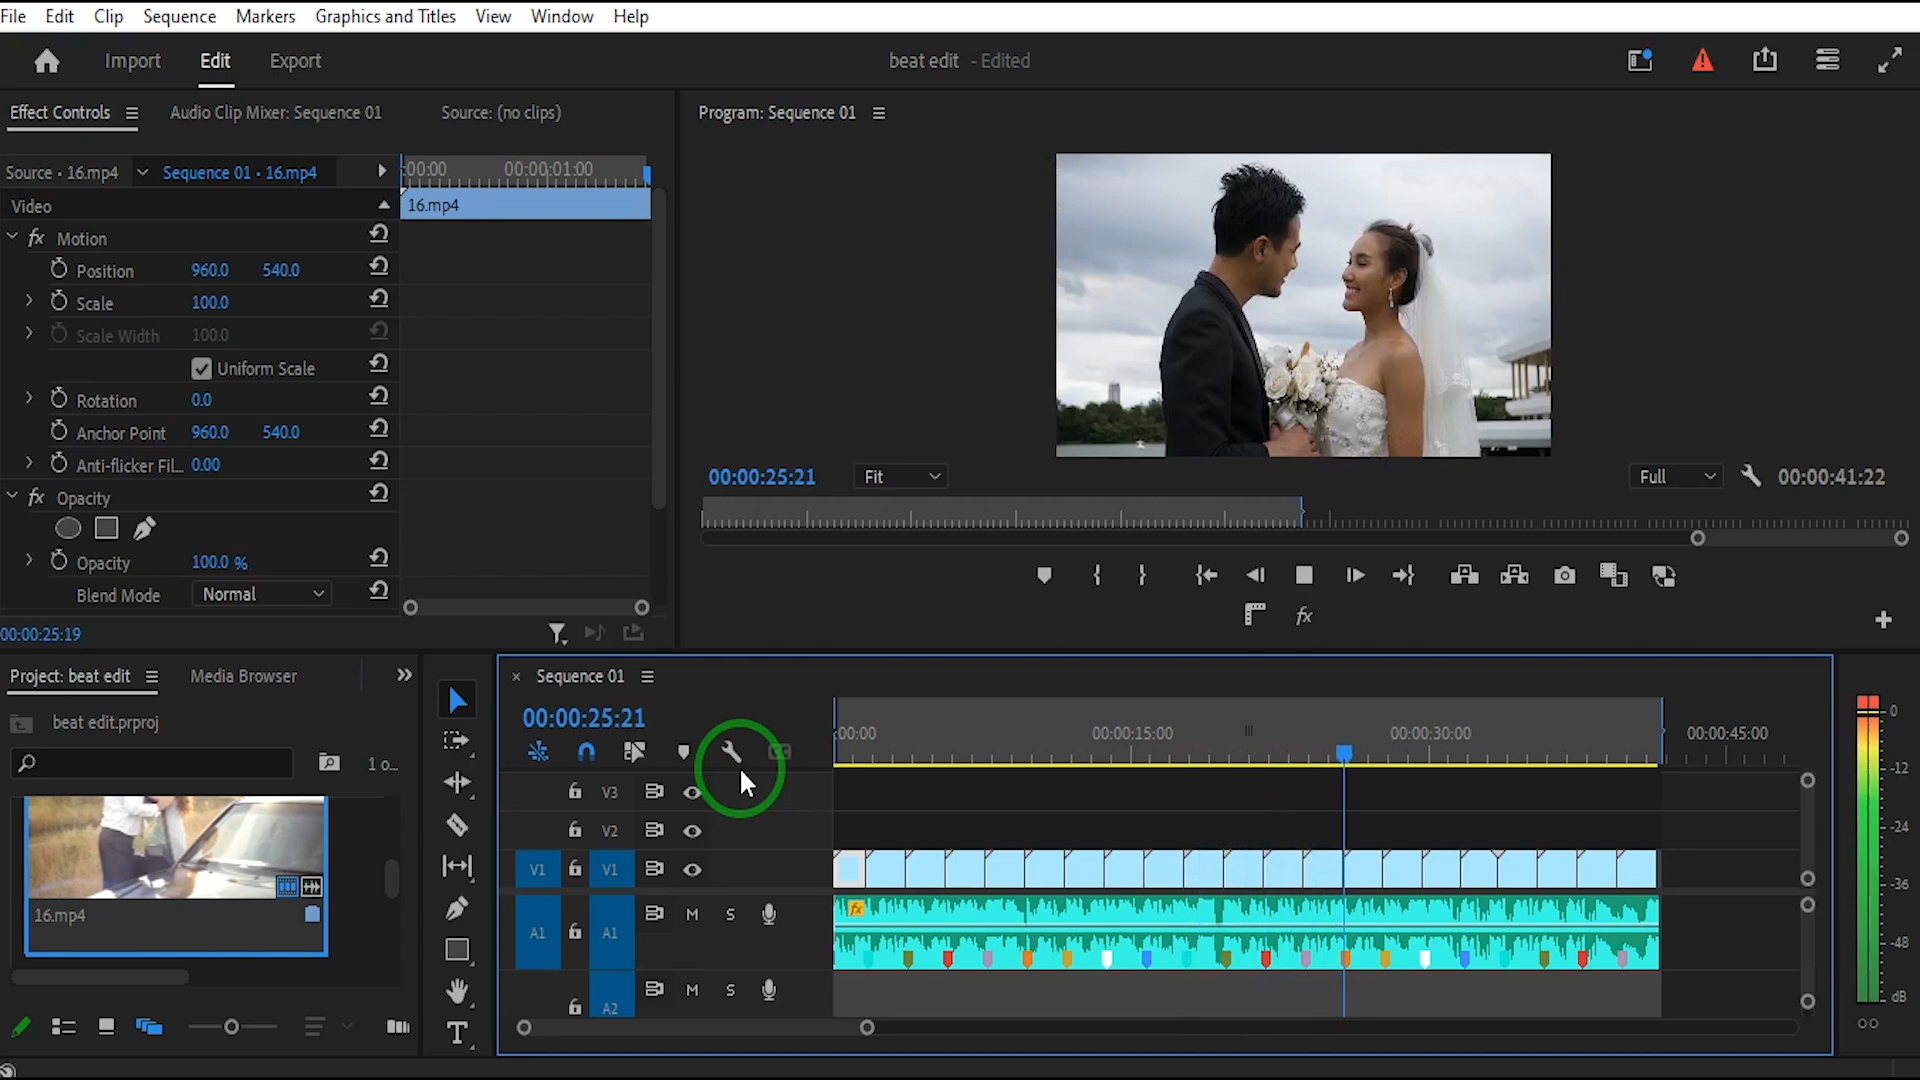 File Edit Clip Sequence Markers Graphics and Titles View Window Help
Import Edit Export
beat edit - Edited
Effect Controls Audio Clip Mixer: Sequence 01 Source: (no clips)
Program: Sequence 01
Source • 16.mp4 Sequence 01 • 16.mp4
:00:00 00:00:01:00
Video
16.mp4
fx Motion
Position 960.0 540.0
Scale 100.0
Scale Width 100.0
Uniform Scale
Rotation 0.0
Anchor Point 960.0 540.0
Anti-flicker Fil... 0.00
fx Opacity
Opacity 100.0 %
Blend Mode Normal
00:00:25:19
00:00:25:21 Fit Full 00:00:41:22
fx
Project: beat edit Media Browser
beat edit.prproj
1 o...
16.mp4
T
Sequence 01
00:00:25:21
:00:00 00:00:15:00 00:00:30:00 00:00:45:00
V3
V2
V1 V1
fx
A1 A1 M S
A2 M S
0
-12
-24
-36
-48
dB